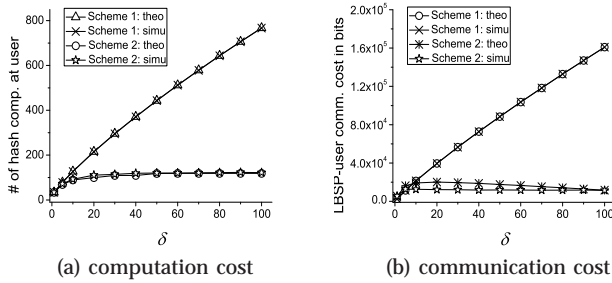 # of hash comp. at user
800
600
400
200
0
Scheme 1: theo
Scheme 1: simu
Scheme 2: theo
Scheme 2: simu
0 20 40 60 80 100
δ
(a) computation cost
LBSP-user comm. cost in bits
2.0x10⁵
1.6x10⁵
1.2x10⁵
8.0x10⁴
4.0x10⁴
0.0
Scheme 1: theo
Scheme 1: simu
Scheme 2: theo
Scheme 2: simu
0 20 40 60 80 100
δ
(b) communication cost